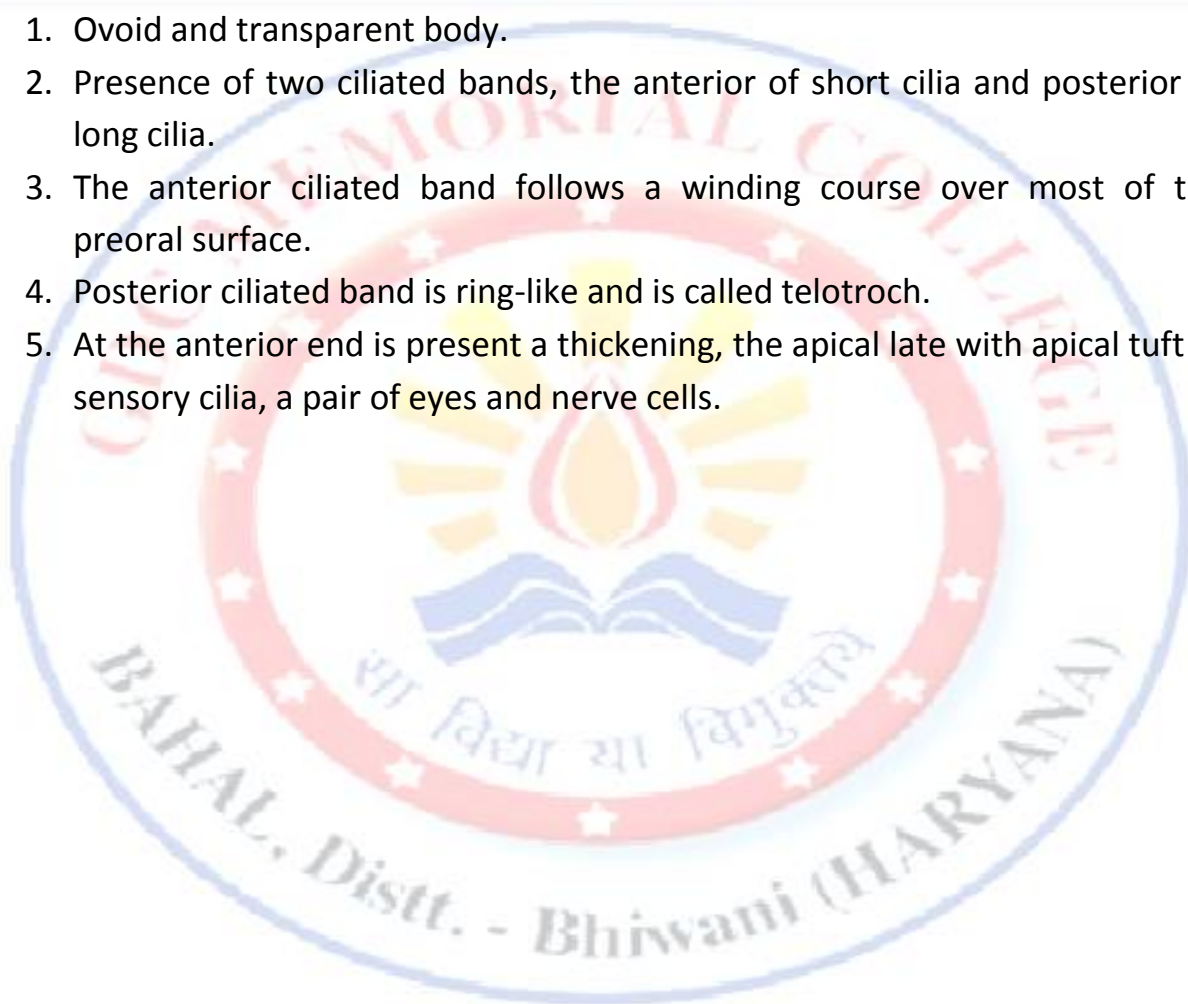 1. Ovoid and transparent body.
2. Presence of two ciliated bands, the anterior of short cilia and posterior
long cilia.
3. The anterior ciliated band follows a winding course over most of t
preoral surface.
4. Posterior ciliated band is ring-like and is called telotroch.
5. At the anterior end is present a thickening, the apical late with apical tuft
sensory cilia, a pair of eyes and nerve cells.
MEMORIAL COLLEGE
सा विद्या या विमुक्तये
BAHAL, Distt. - Bhiwani (HARYANA)